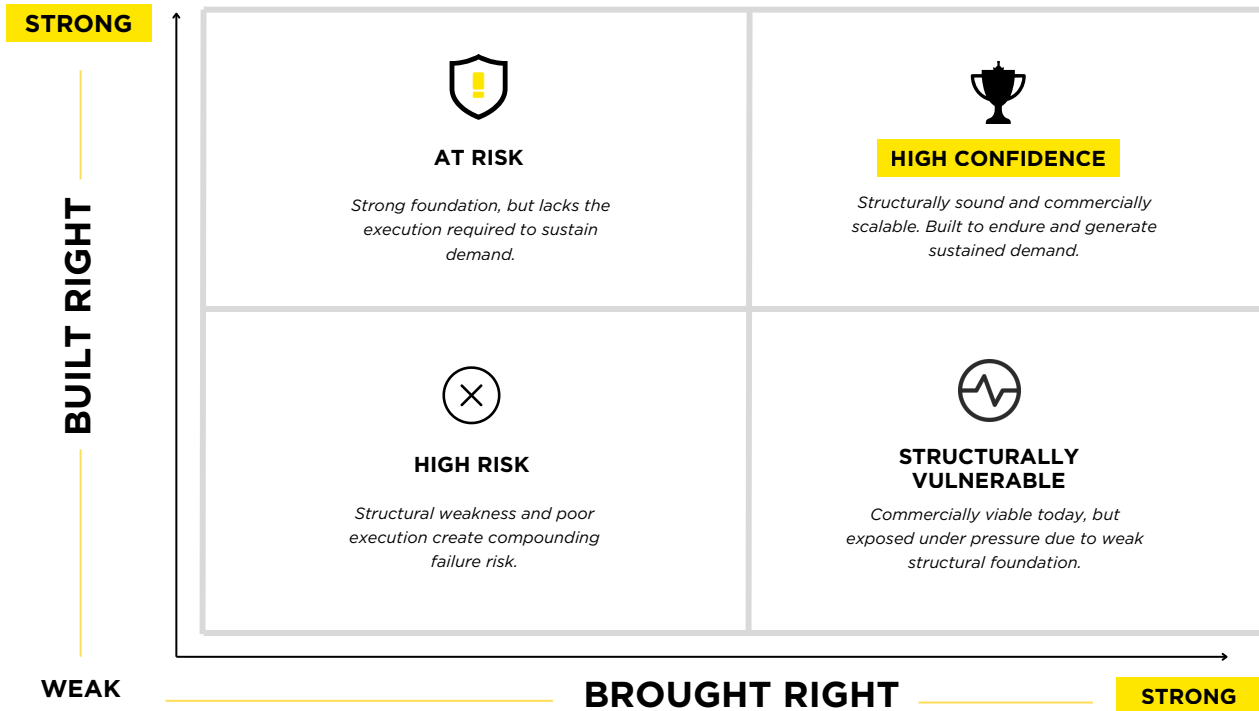 STRONG
BUILT RIGHT
AT RISK
Strong foundation, but lacks the
execution required to sustain
demand.
HIGH CONFIDENCE
Structurally sound and commercially
scalable. Built to endure and generate
sustained demand.
HIGH RISK
Structural weakness and poor
execution create compounding
failure risk.
STRUCTURALLY
VULNERABLE
Commercially viable today, but
exposed under pressure due to weak
structural foundation.
WEAK
BROUGHT RIGHT
STRONG